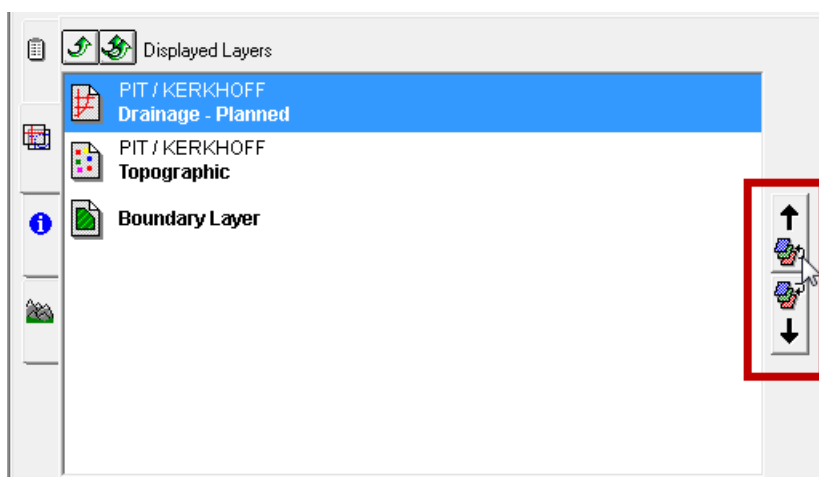 Displayed Layers
PIT / KERKHOFF
Drainage - Planned
PIT / KERKHOFF
Topographic
Boundary Layer